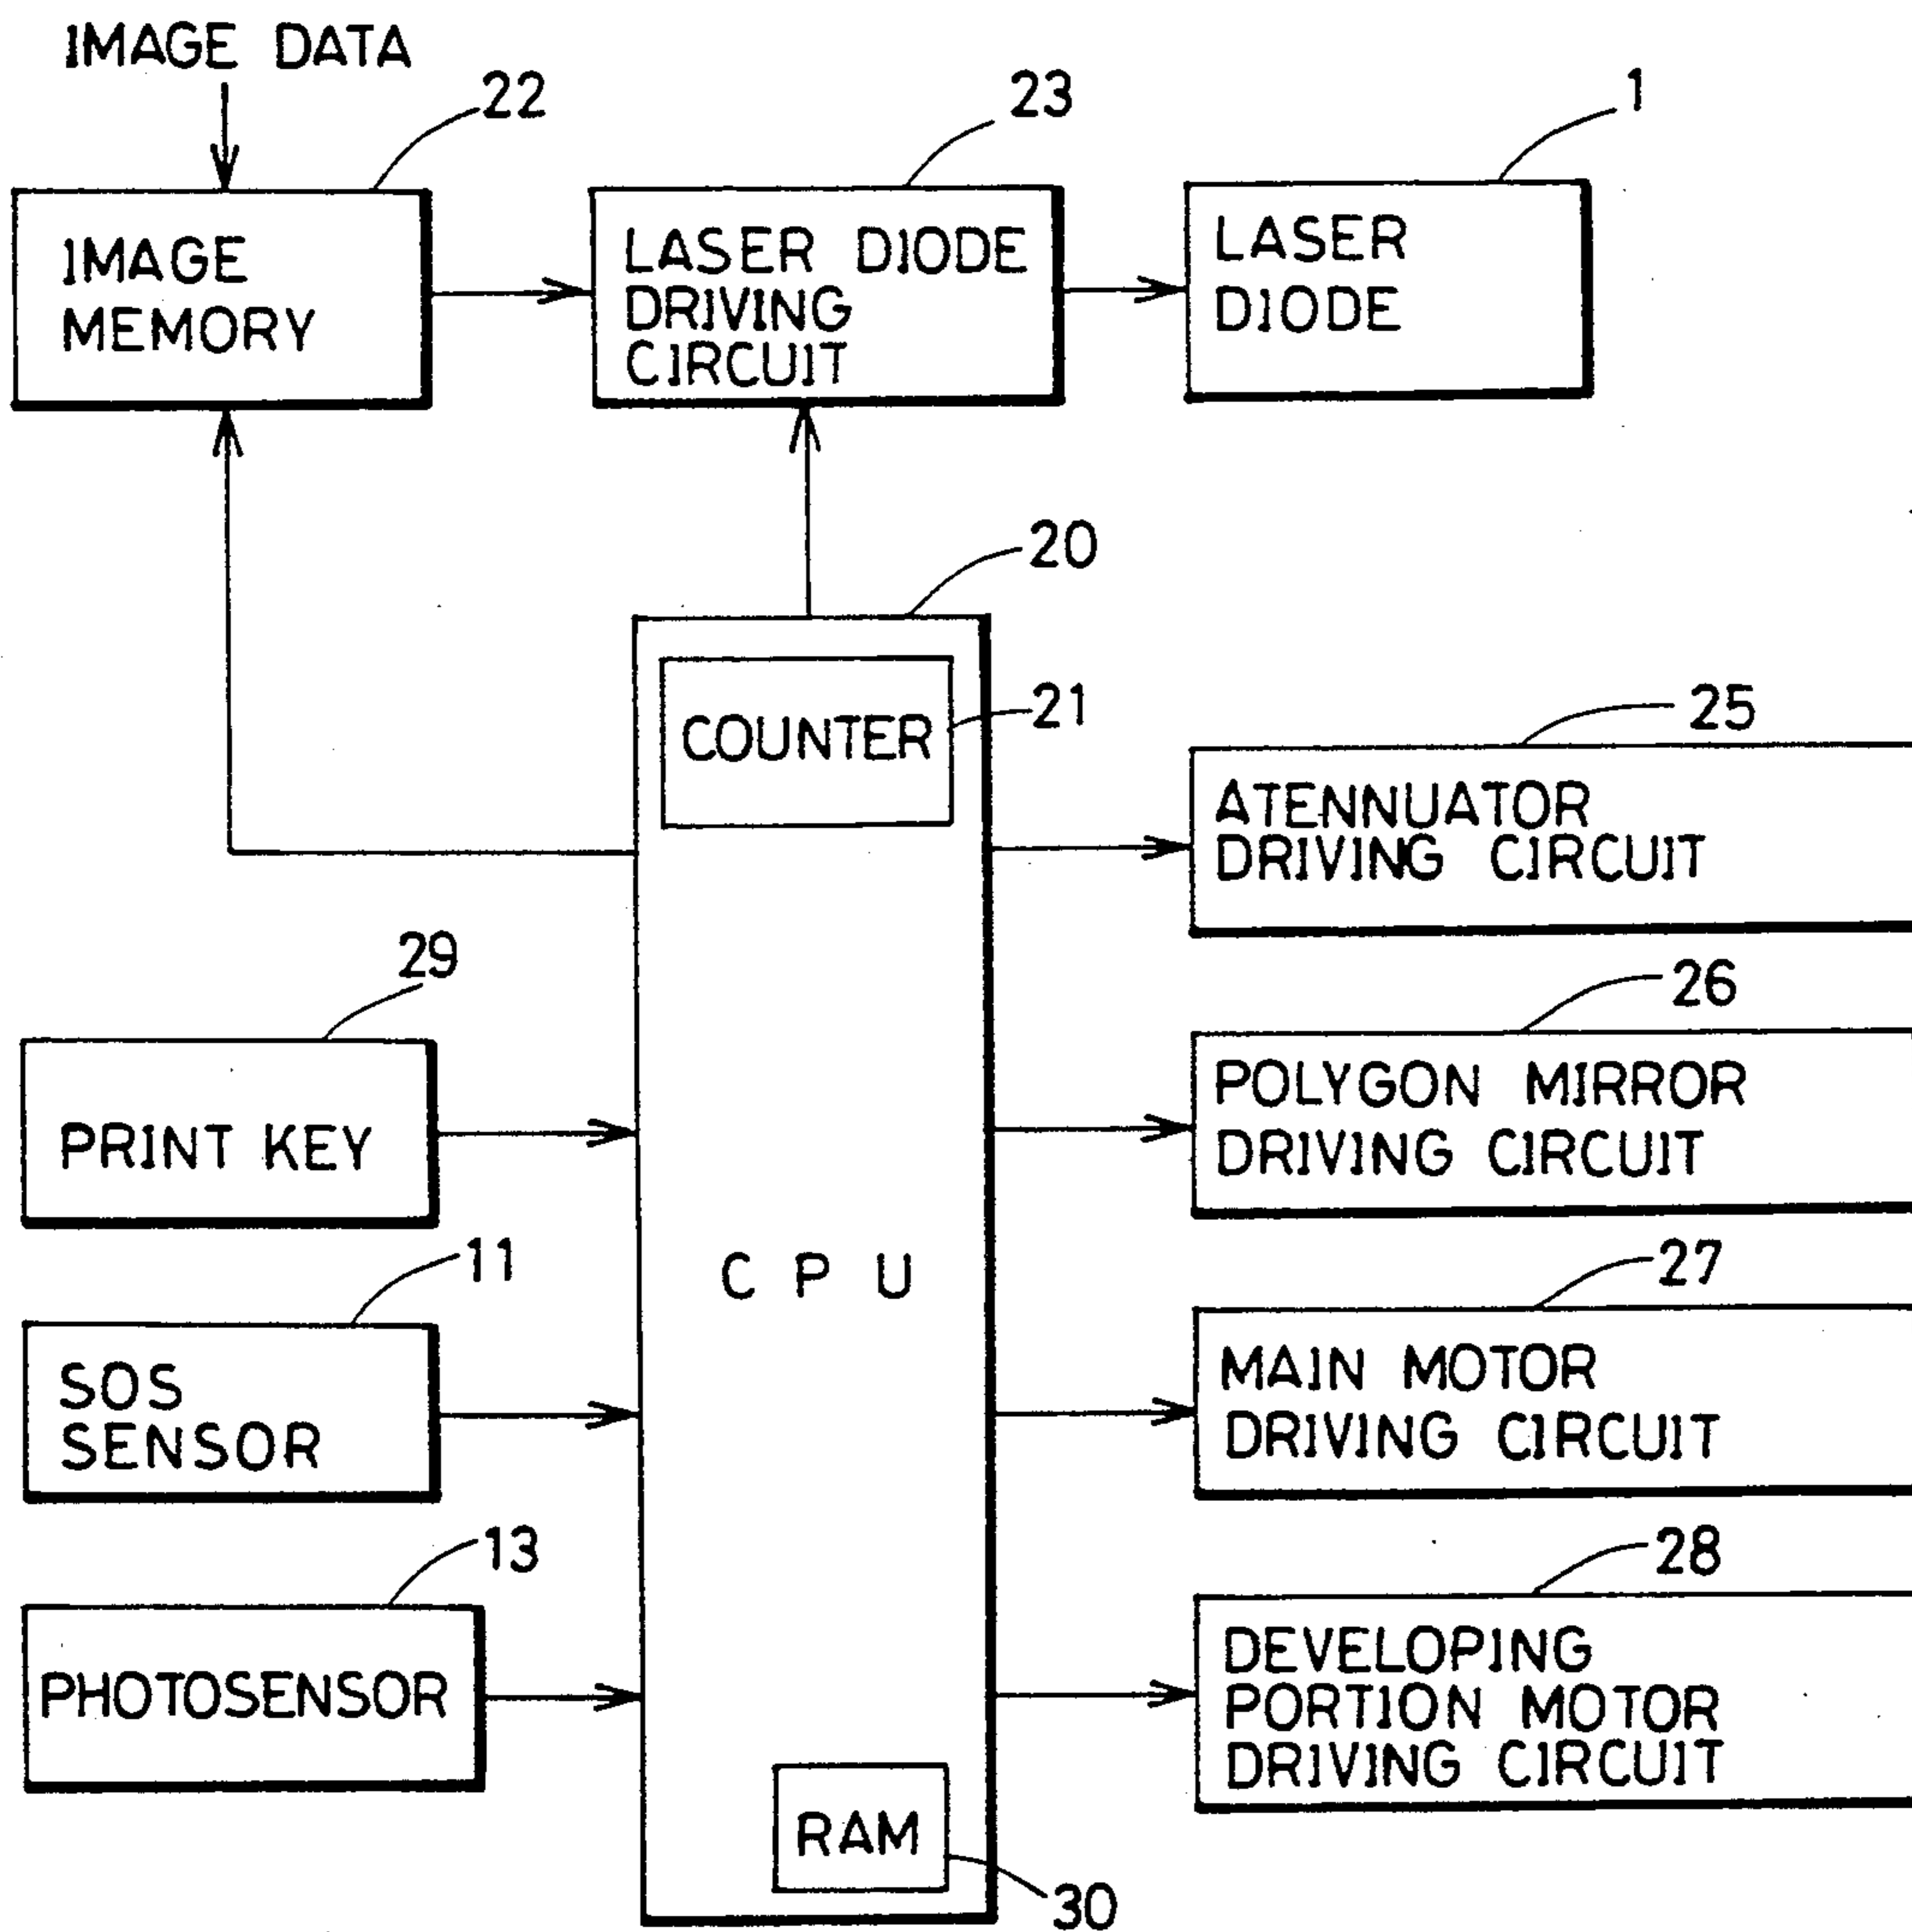 IMAGE DATA
22
23
1
IMAGE
MEMORY
LASER DIODE
DRIVING
CIRCUIT
LASER
DIODE
20
COUNTER
21
25
ATENNUATOR
DRIVING CIRCUIT
29
PRINT KEY
26
POLYGON MIRROR
DRIVING CIRCUIT
CPU
11
SOS
SENSOR
27
MAIN MOTOR
DRIVING CIRCUIT
13
PHOTOSENSOR
28
DEVELOPING
PORTION MOTOR
DRIVING CIRCUIT
RAM
30